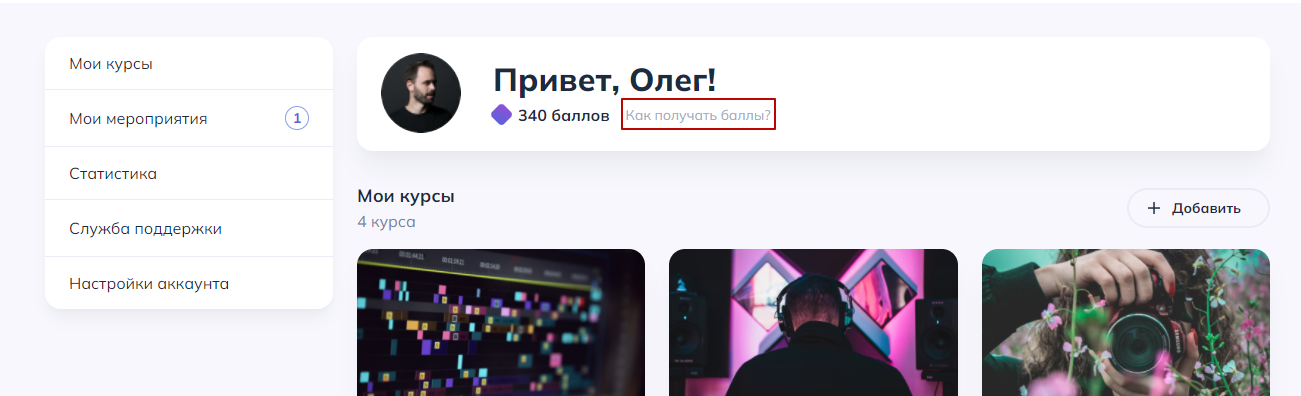 Мои курсы
Мои мероприятия 1
Статистика
Служба поддержки
Настройки аккаунта
Привет, Олег!
340 баллов Как получать баллы?
Мои курсы
4 курса
+ Добавить